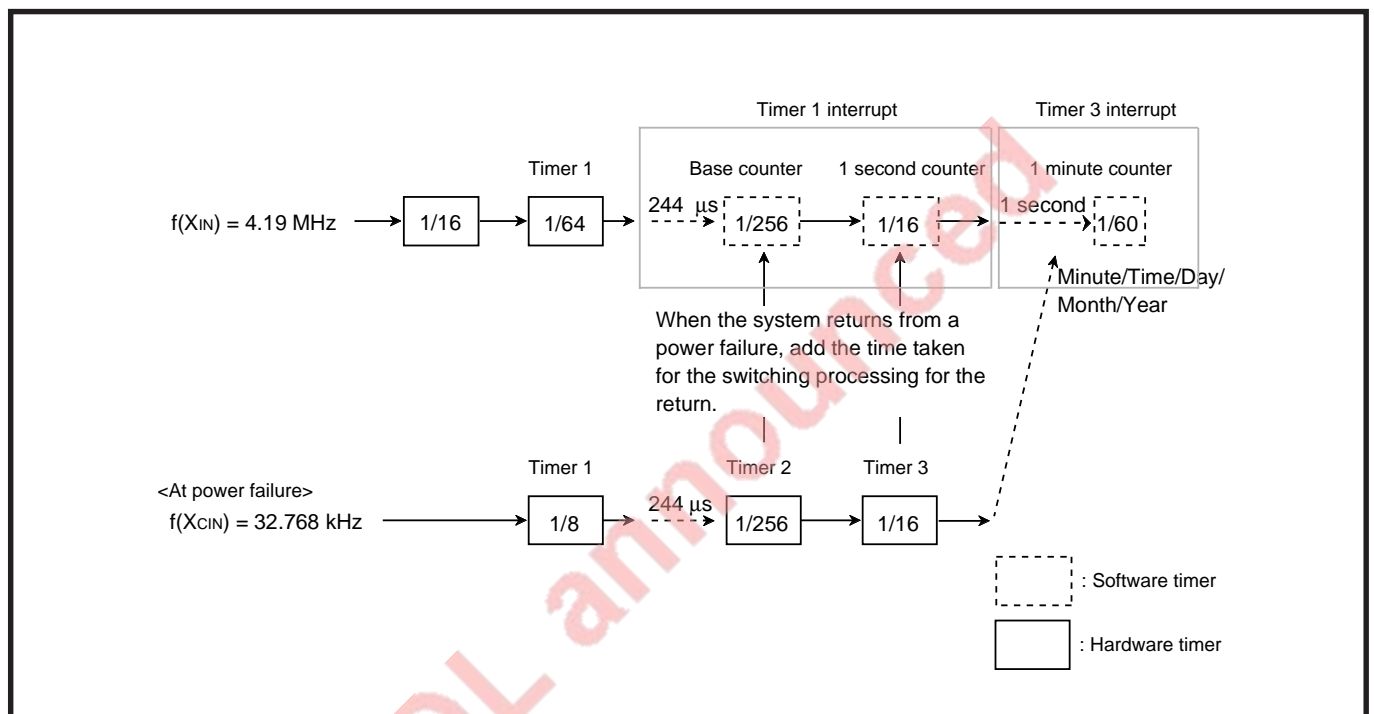 Timer 1 interrupt
Timer 3 interrupt
Timer 1
Base counter
1 second counter
1 minute counter
f(XIN) = 4.19 MHz
1/16
1/64
244 μs
1/256
1/16
1 second
1/60
Minute/Time/Day/
Month/Year
When the system returns from a
power failure, add the time taken
for the switching processing for the
return.
Timer 1
Timer 2
Timer 3
<At power failure>
f(XCIN) = 32.768 kHz
1/8
244 μs
1/256
1/16
: Software timer
: Hardware timer
OL announced